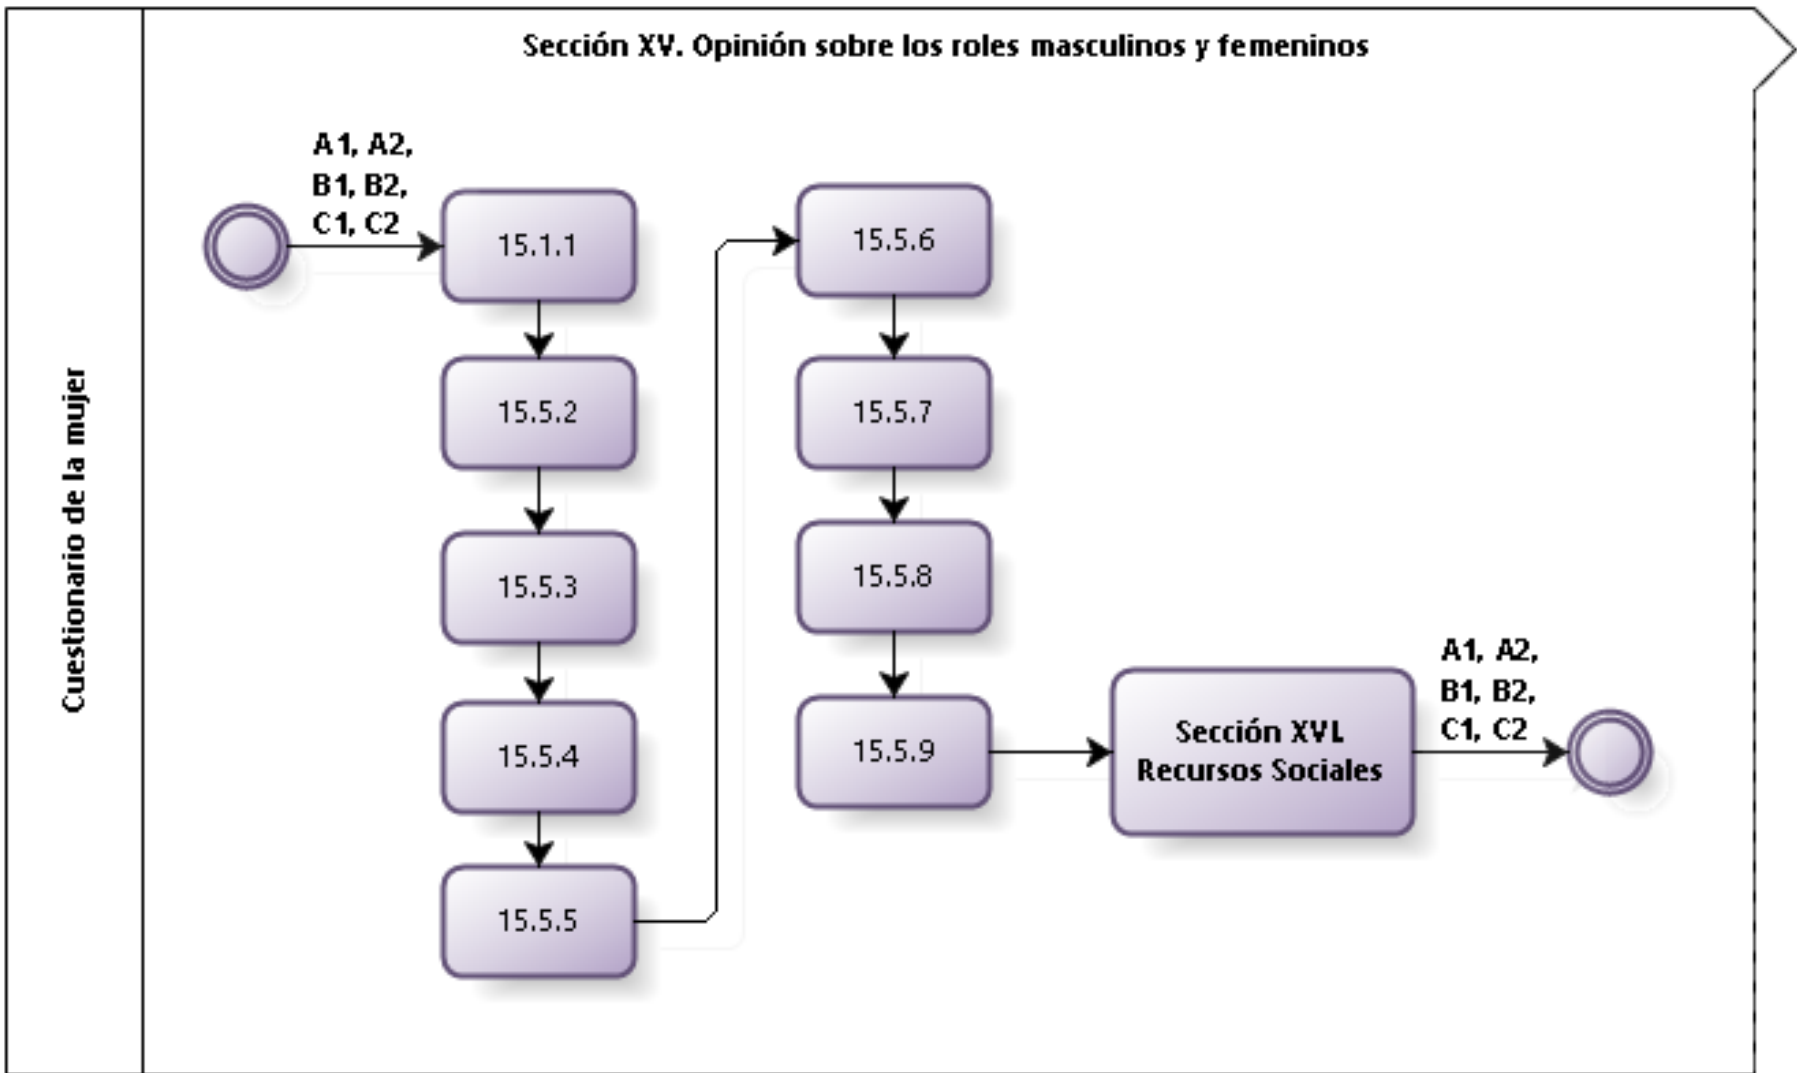 Sección XV. Opinión sobre los roles masculinos y femeninos
Cuestionario de la mujer
A1, A2,
B1, B2,
C1, C2
15.1.1
15.5.2
15.5.3
15.5.4
15.5.5
15.5.6
15.5.7
15.5.8
15.5.9
Sección XVI.
Recursos Sociales
A1, A2,
B1, B2,
C1, C2